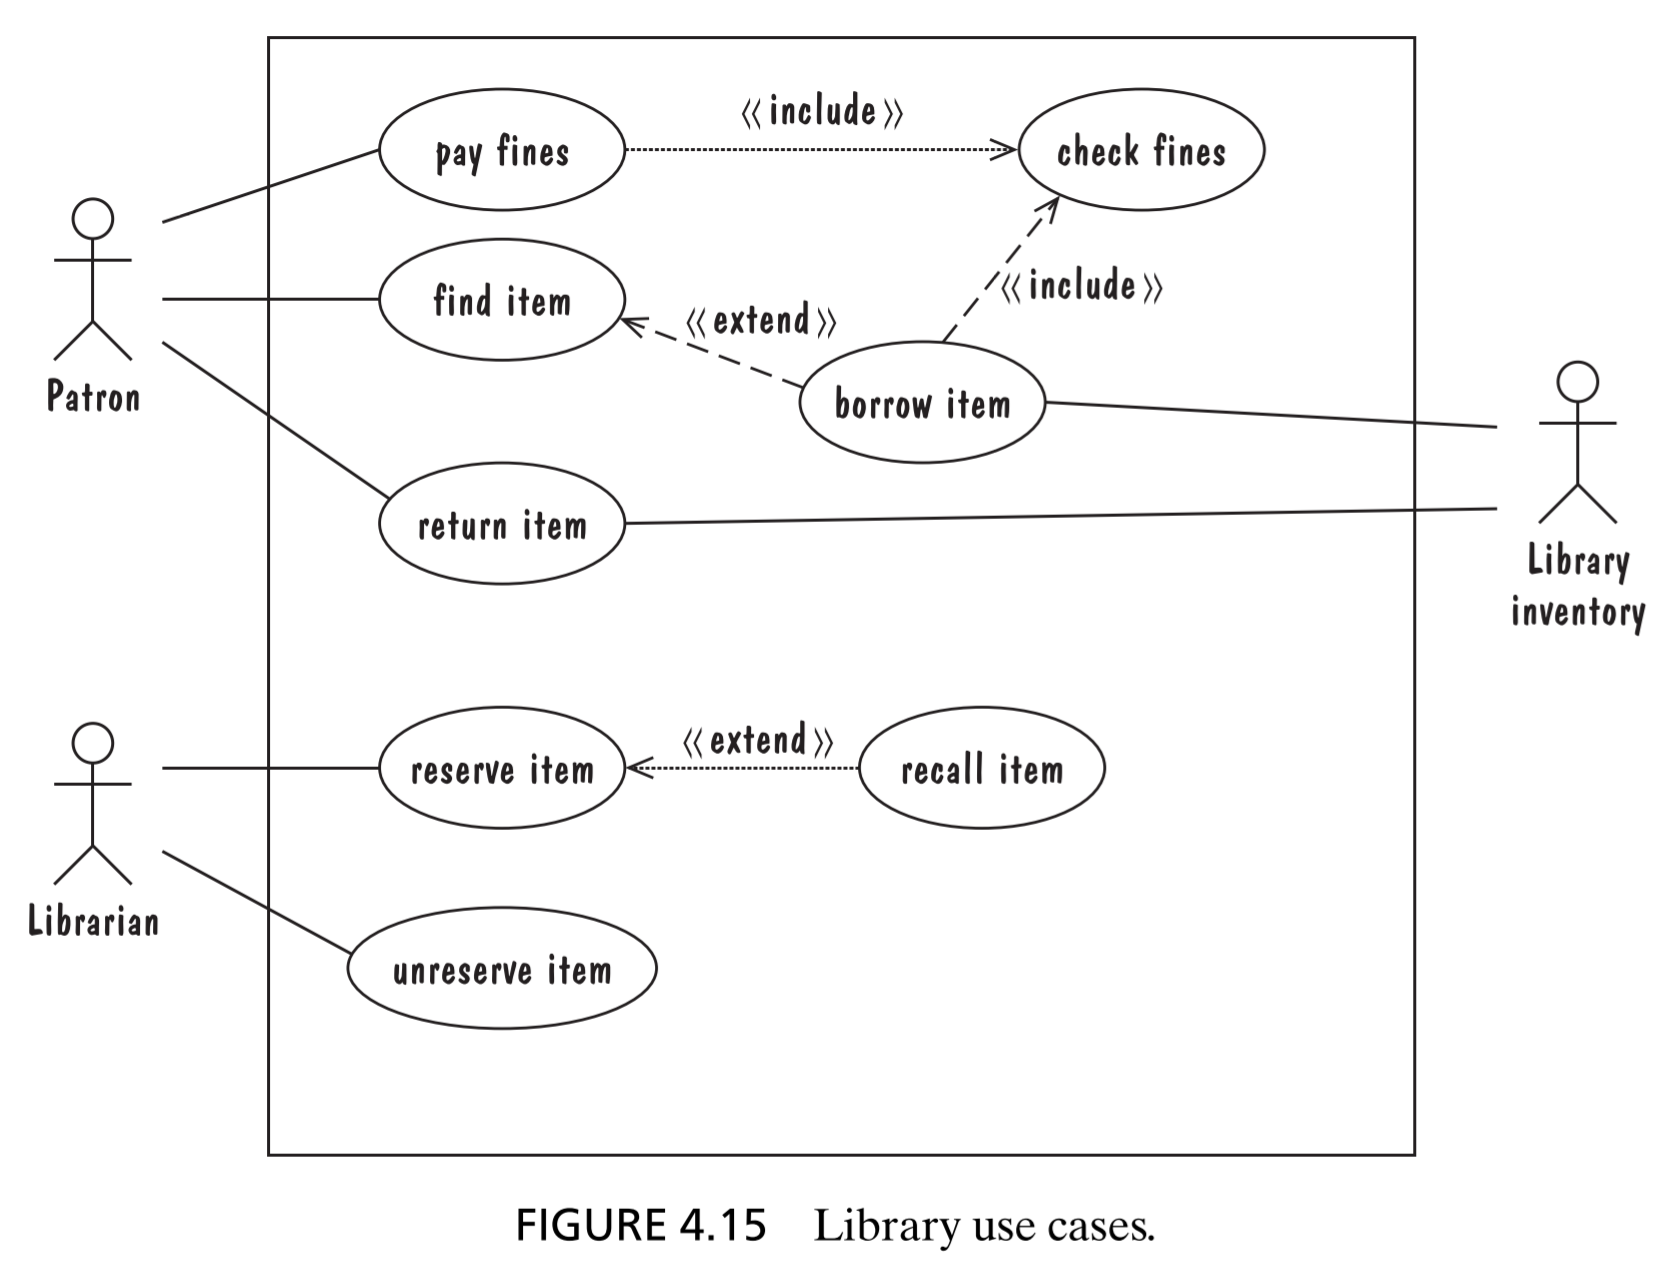 pay fines
<<include>>
check fines
find item
<<extend>>
<<include>>
Patron
borrow item
return item
Library
inventory
reserve item
<<extend>>
recall item
Librarian
unreserve item
FIGURE 4.15 Library use cases.